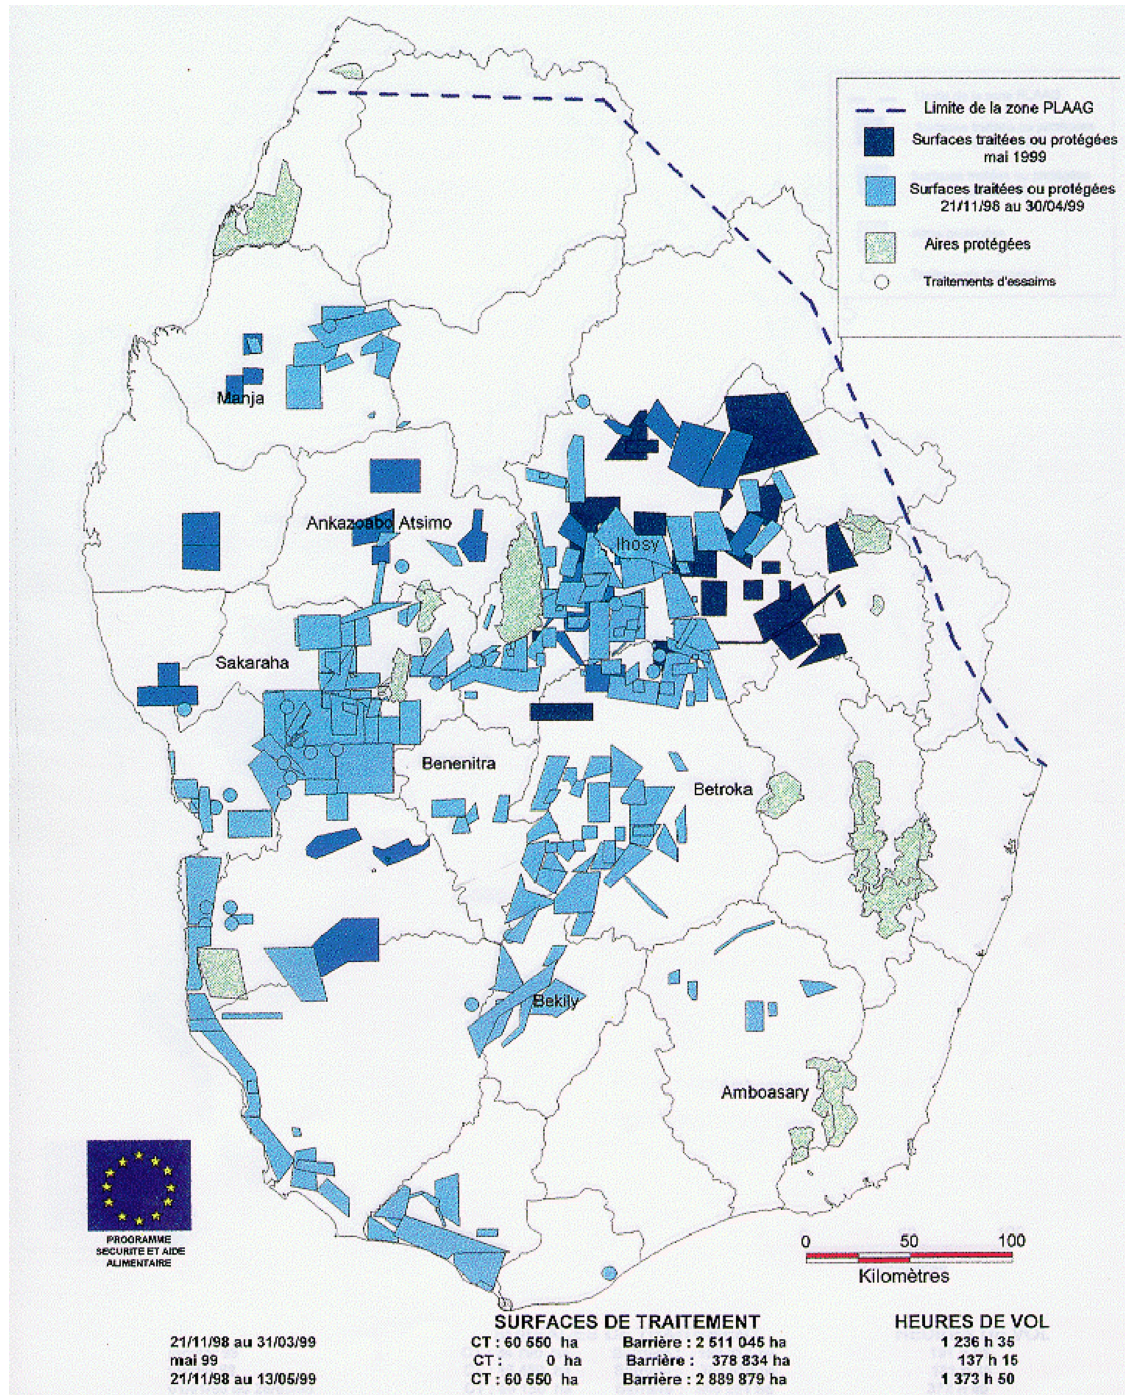 Limite de la zone PLAAG
Surfaces traitées ou protégées
mai 1999
Surfaces traitées ou protégées
21/11/98 au 30/04/99
Aires protégées
Traitements d'essaims
Manja
Ankazoabo Atsimo
Ihosy
Sakaraha
Benenitra
Betroka
Bekily
Amboasary
PROGRAMME
SECURITE ET AIDE
ALIMENTAIRE
0 50 100
Kilomètres
SURFACES DE TRAITEMENT HEURES DE VOL
21/11/98 au 31/03/99 CT : 60 550 ha Barrière : 2 511 045 ha 1 236 h 35
mai 99 CT : 0 ha Barrière : 378 834 ha 137 h 15
21/11/98 au 13/05/99 CT : 60 550 ha Barrière : 2 889 879 ha 1 373 h 50